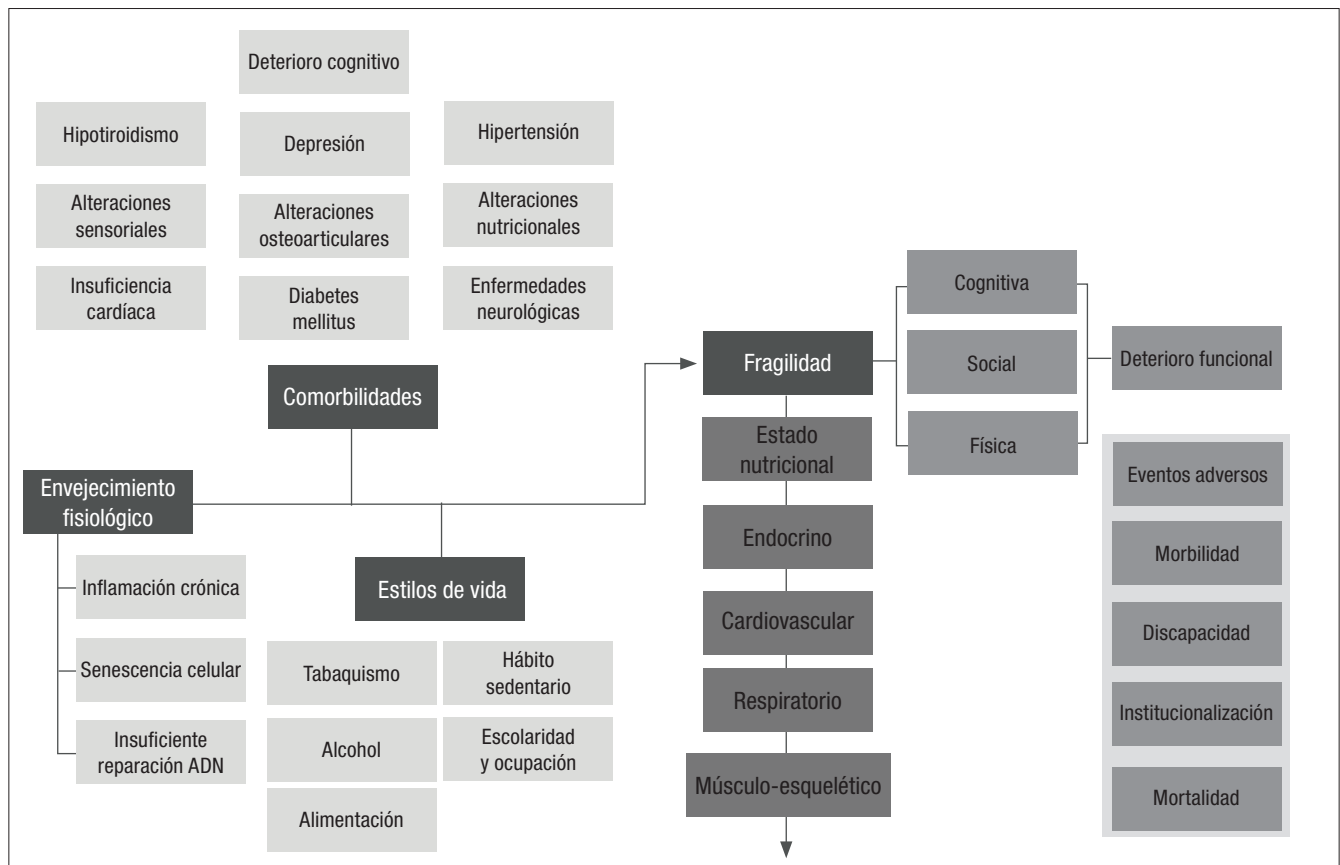 Deterioro cognitivo
Hipotiroidismo
Depresión
Hipertensión
Alteraciones
sensoriales
Alteraciones
osteoarticulares
Alteraciones
nutricionales
Insuficiencia
cardíaca
Diabetes
mellitus
Enfermedades
neurológicas
Comorbilidades
Envejecimiento
fisiológico
Inflamación crónica
Senescencia celular
Insuficiente
reparación ADN
Estilos de vida
Tabaquismo
Hábito
sedentario
Alcohol
Escolaridad
y ocupación
Alimentación
Fragilidad
Estado
nutricional
Endocrino
Cardiovascular
Respiratorio
Músculo-esquelético
Cognitiva
Social
Física
Deterioro funcional
Eventos adversos
Morbilidad
Discapacidad
Institucionalización
Mortalidad